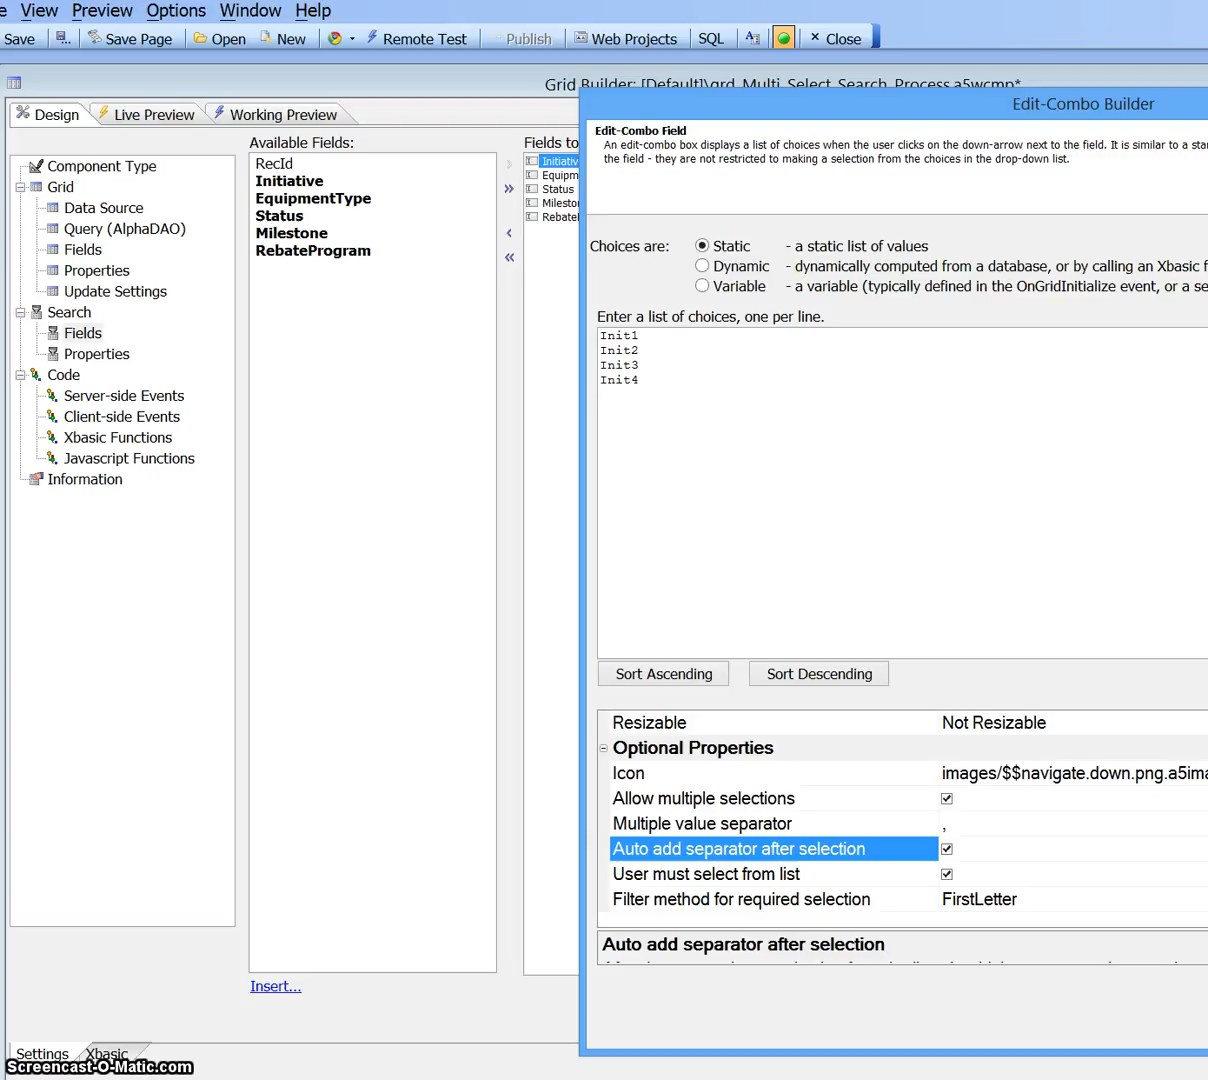 View Preview Options Window Help
Save Save Page Open New Remote Test Publish Web Projects SQL Close
Grid Builder: [Default]\grd_Multi_Select_Search_Process.a5wcmp*
Design Live Preview Working Preview
Component Type
Grid
Data Source
Query (AlphaDAO)
Fields
Properties
Update Settings
Search
Fields
Properties
Code
Server-side Events
Client-side Events
Xbasic Functions
Javascript Functions
Information
Available Fields:
RecId
Initiative
EquipmentType
Status
Milestone
RebateProgram
Insert...
Fields to
Initiativ
Equipm
Status
Milesto
Rebate
Edit-Combo Builder
Edit-Combo Field
An edit-combo box displays a list of choices when the user clicks on the down-arrow next to the field. It is similar to a sta
the field - they are not restricted to making a selection from the choices in the drop-down list.
Choices are:
Static - a static list of values
Dynamic - dynamically computed from a database, or by calling an Xbasic f
Variable - a variable (typically defined in the OnGridInitialize event, or a se
Enter a list of choices, one per line.
Init1
Init2
Init3
Init4
Sort Ascending Sort Descending
Resizable Not Resizable
Optional Properties
Icon images/$$navigate.down.png.a5ima
Allow multiple selections
Multiple value separator ,
Auto add separator after selection
User must select from list
Filter method for required selection FirstLetter
Auto add separator after selection
Settings Xbasic
Screencast-O-Matic.com